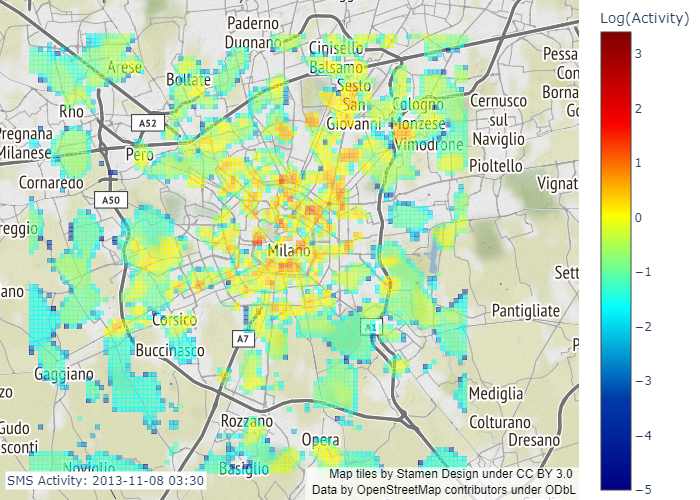 Log(Activity)
3
2
1
0
−1
−2
−3
−4
−5
Paderno
Dugnano
Cinisello
Balsamo
Arese
Bollate
Sesto
San
Giovanni
Cologno
Monzese
Cernusco
sul
Naviglio
Rho
A52
Pregnana
Milanese
Pero
Vimodrone
Pioltello
Cornaredo
A50
Vignat
reggio
Milano
Sett
ano
Pantigliate
Corsico
A7
A1
Buccinasco
Gaggiano
Mediglia
zo
Rozzano
Colturano
Gudo
sconti
Opera
Dresano
Noviglio
Basiglio
Pessa
Con
Borna
Go
P
SMS Activity: 2013-11-08 03:30
Map tiles by Stamen Design under CC BY 3.0
Data by OpenStreetMap contributors under ODbL